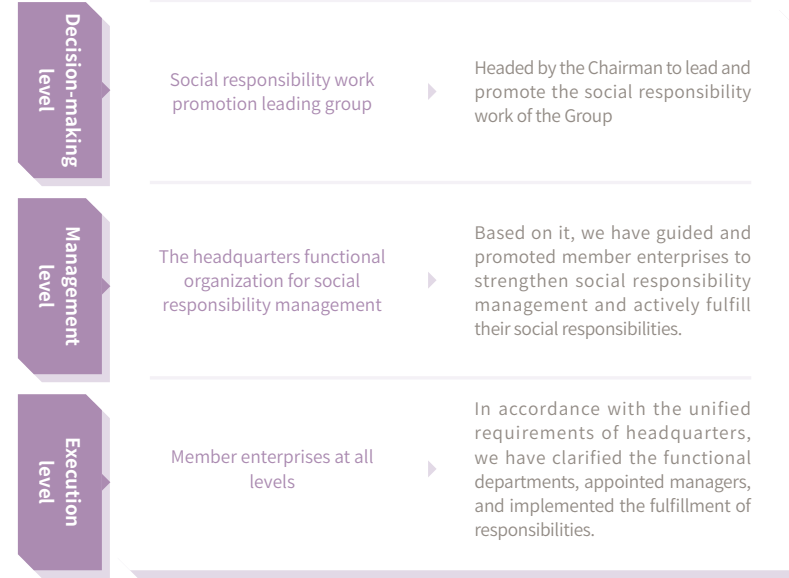 Decision-making
level
Social responsibility work
promotion leading group
Headed by the Chairman to lead and
promote the social responsibility
work of the Group
Management
level
The headquarters functional
organization for social
responsibility management
Based on it, we have guided and
promoted member enterprises to
strengthen social responsibility
management and actively fulfill
their social responsibilities.
Execution
level
Member enterprises at all
levels
In accordance with the unified
requirements of headquarters,
we have clarified the functional
departments, appointed managers,
and implemented the fulfillment of
responsibilities.